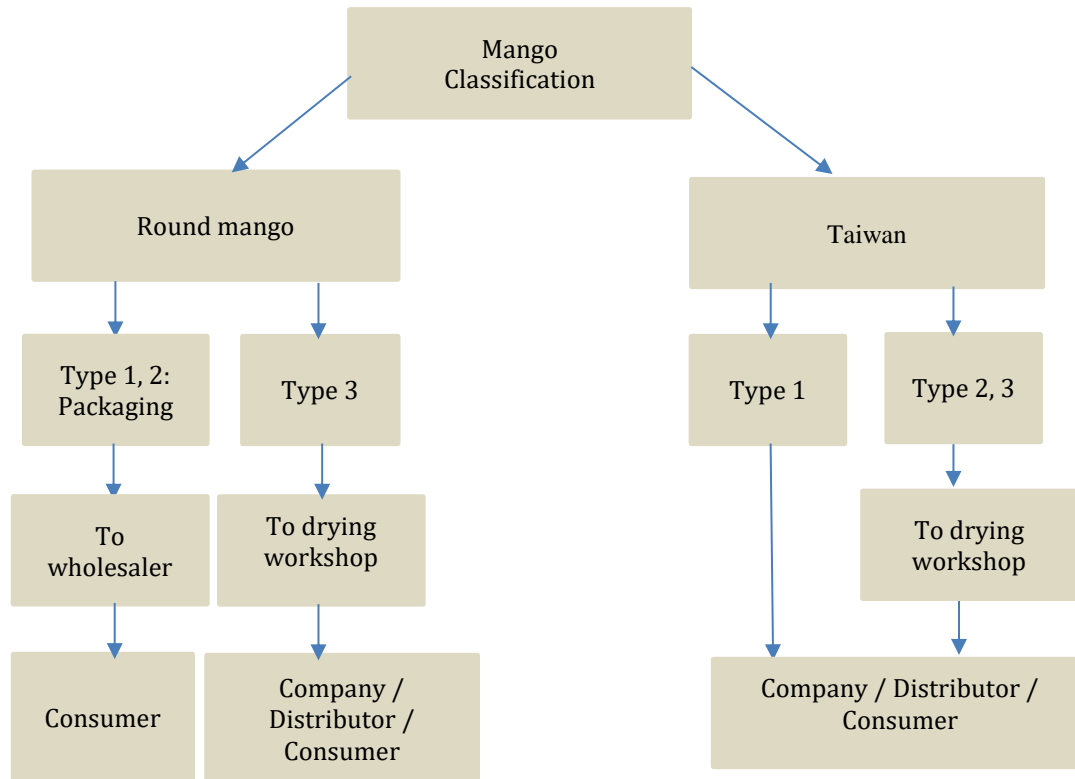 Mango
Classification
Round mango
Taiwan
Type 1, 2:
Packaging
Type 3
Type 1
Type 2, 3
To
wholesaler
To drying
workshop
To drying
workshop
Consumer
Company /
Distributor /
Consumer
Company / Distributor /
Consumer